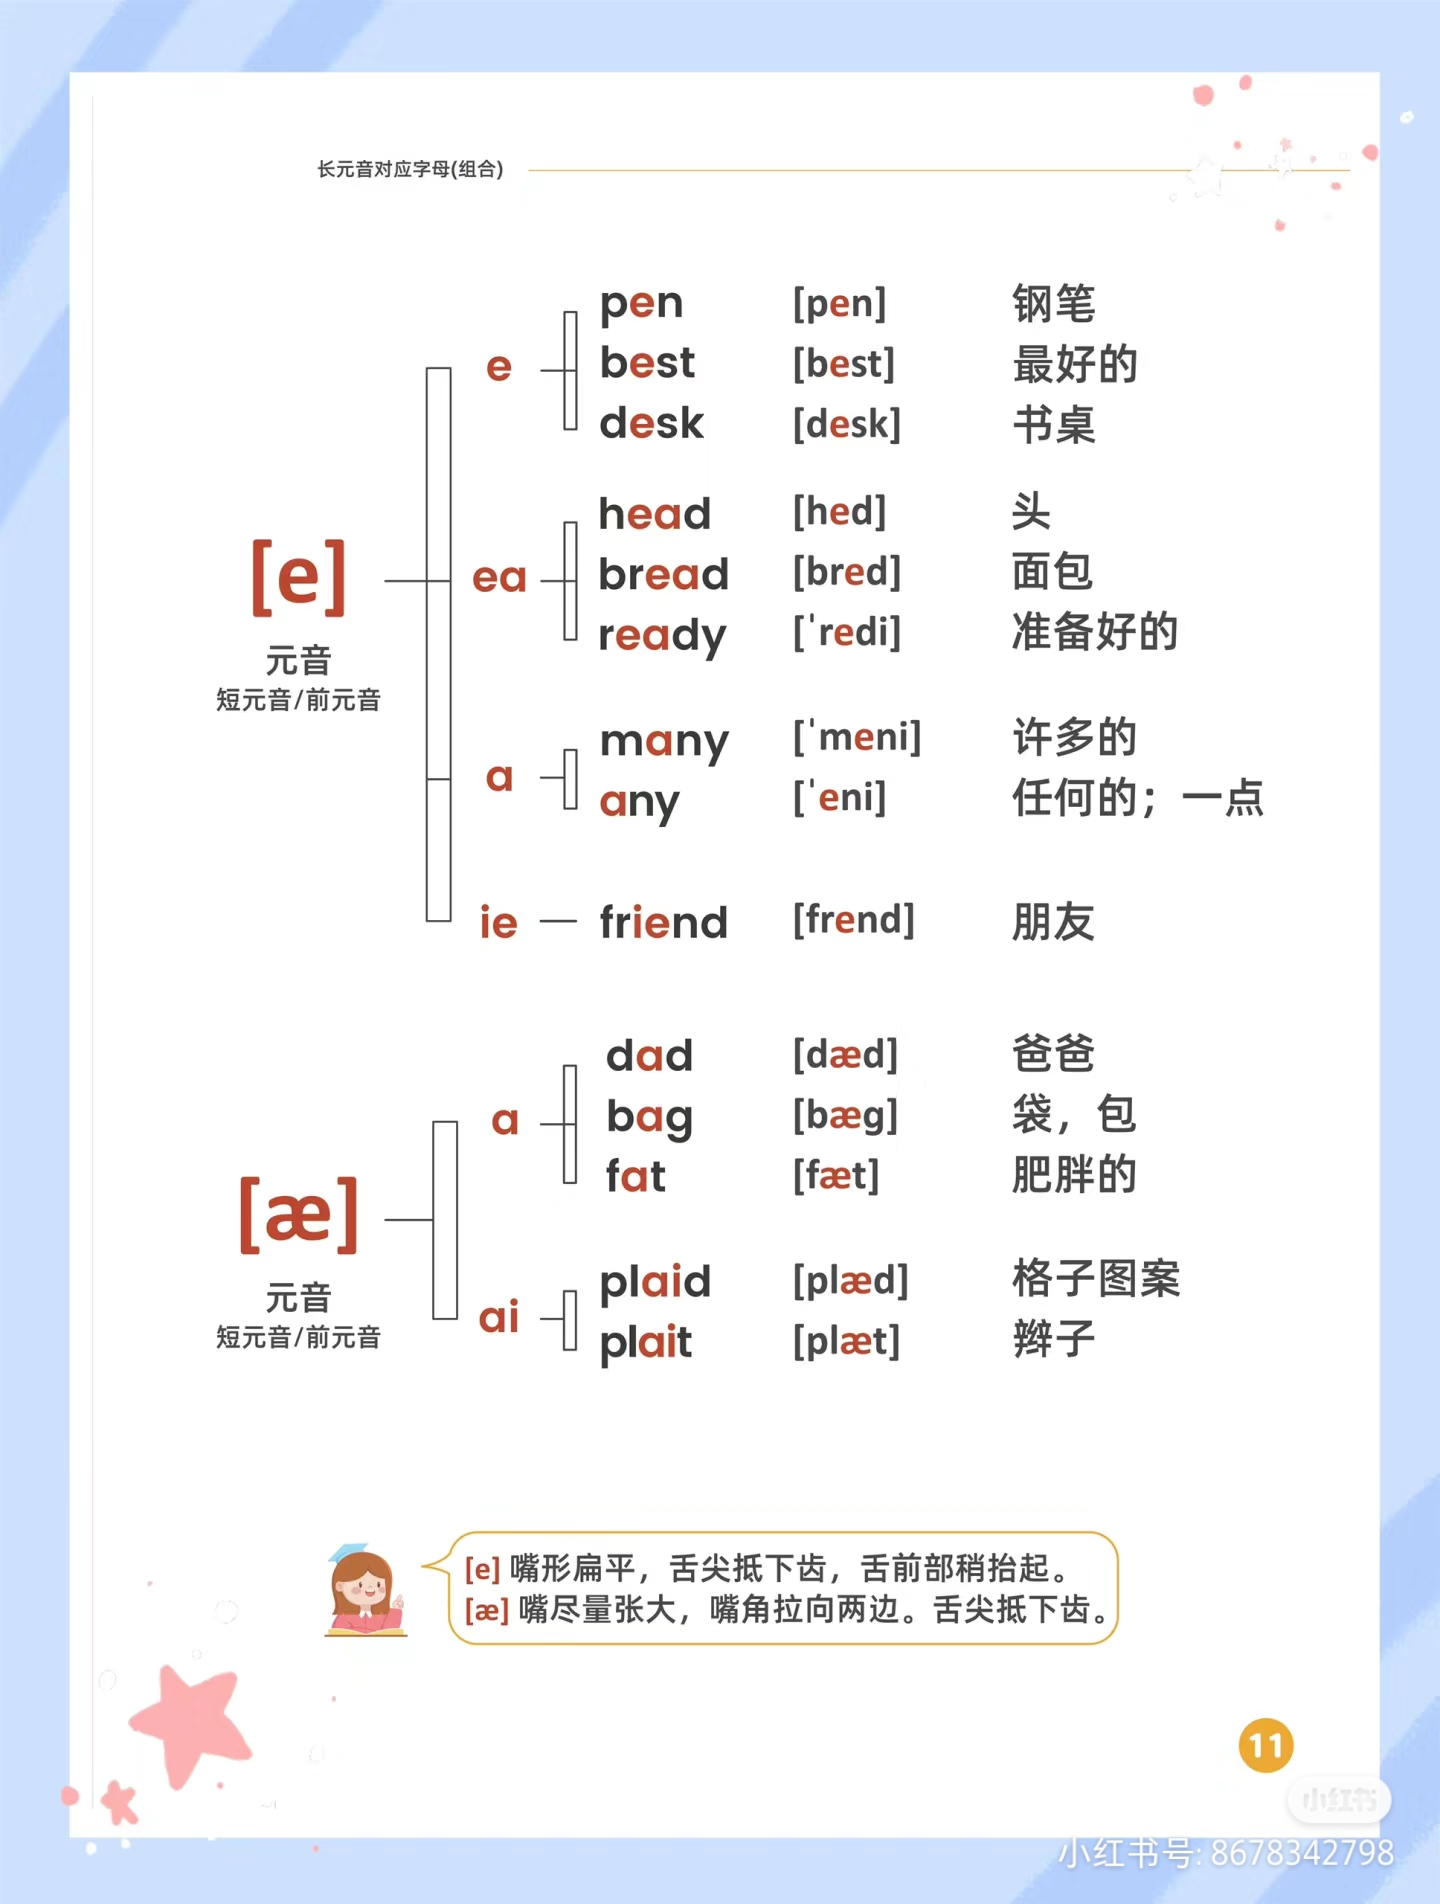 长元音对应字母(组合)
[e]
元音
短元音/前元音
e
pen [pen] 钢笔
best [best] 最好的
desk [desk] 书桌
ea
head [hed] 头
bread [bred] 面包
ready [ˈredi] 准备好的
a
many [ˈmeni] 许多的
any [ˈeni] 任何的；一点
ie
friend [frend] 朋友
[æ]
元音
短元音/前元音
a
dad [dæd] 爸爸
bag [bæg] 袋，包
fat [fæt] 肥胖的
ai
plaid [plæd] 格子图案
plait [plæt] 辫子
[e] 嘴形扁平，舌尖抵下齿，舌前部稍抬起。
[æ] 嘴尽量张大，嘴角拉向两边。舌尖抵下齿。
11
小红书
小红书号: 8678342798